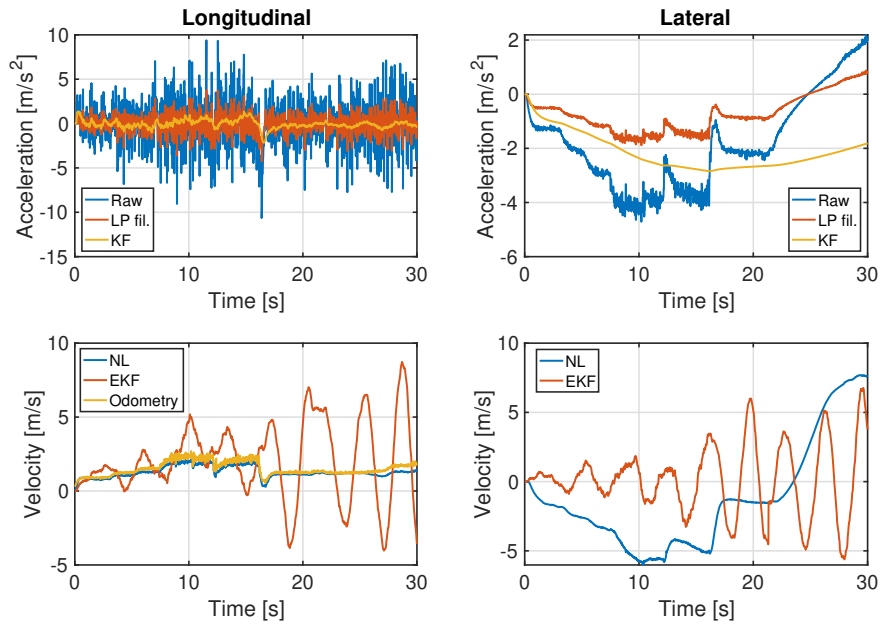 Longitudinal
Acceleration [m/s²]
10
5
0
-5
-10
-15
Raw
LP fil.
KF
0
10
20
30
Time [s]
Lateral
Acceleration [m/s²]
2
0
-2
-4
-6
Raw
LP fil.
KF
0
10
20
30
Time [s]
Velocity [m/s]
10
5
0
-5
NL
EKF
Odometry
0
10
20
30
Time [s]
Velocity [m/s]
10
5
0
-5
NL
EKF
0
10
20
30
Time [s]